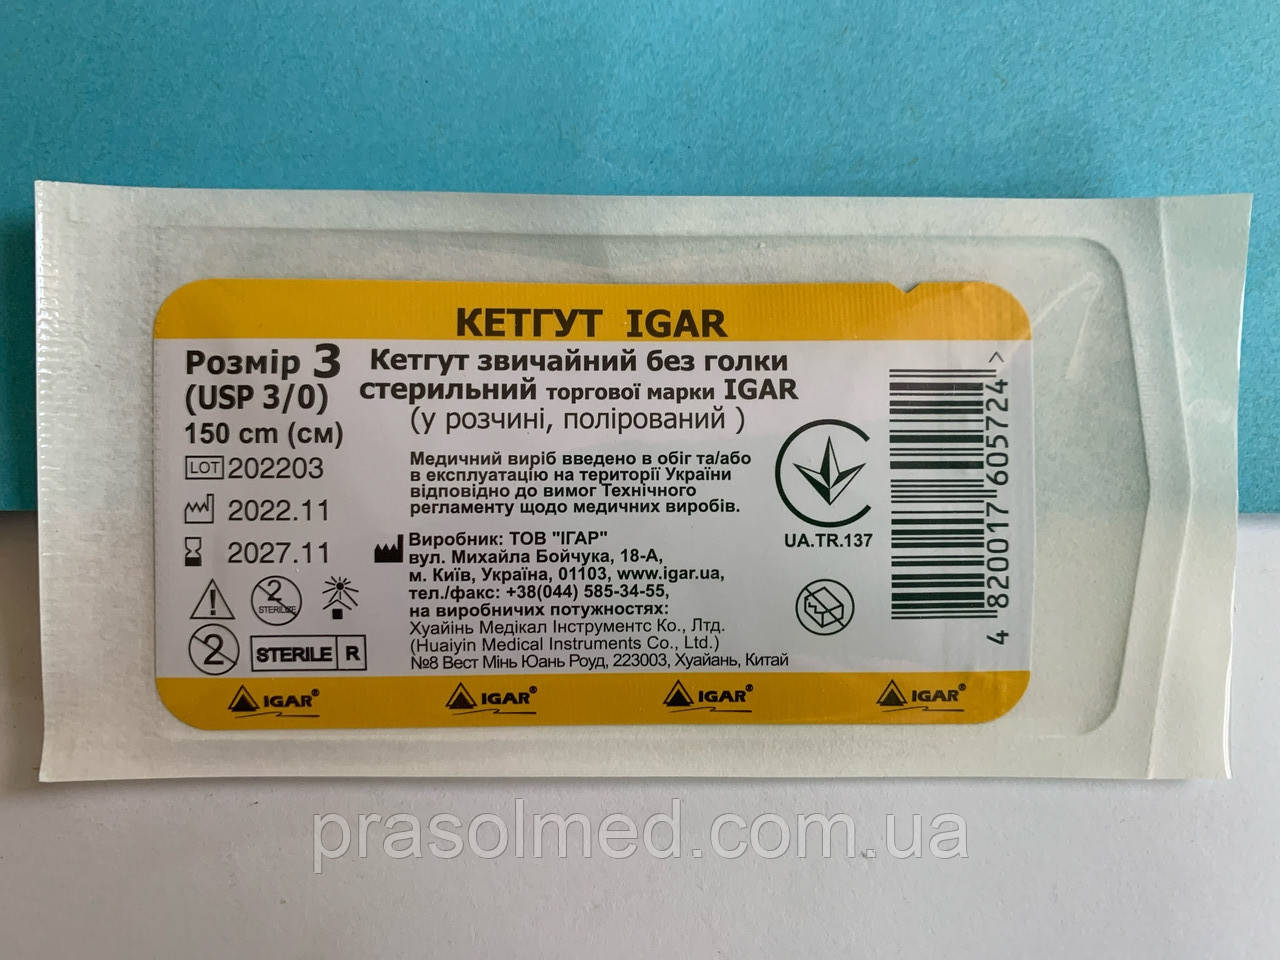 КЕТГУТ IGAR
Розмір 3
(USP 3/0)
150 cm (см)
LOT 202203
2022.11
2027.11
2
STERILIZE
2
STERILE R
Кетгут звичайний без голки
стерильний торгової марки IGAR
(у розчині, полірований )
Медичний виріб введено в обіг та/або
в експлуатацію на території України
відповідно до вимог Технічного
регламенту щодо медичних виробів.
Виробник: ТОВ "ІГАР"
вул. Михайла Бойчука, 18-А,
м. Київ, Україна, 01103, www.igar.ua,
тел./факс: +38(044) 585-34-55,
на виробничих потужностях:
Хуайінь Медікал Інструментс Ко., Лтд.
(Huaiyin Medical Instruments Co., Ltd.)
№8 Вест Мінь Юань Роуд, 223003, Хуайань, Китай
UA.TR.137
4 820017 605724 >
IGAR® IGAR® IGAR® IGAR®
prasolmed.com.ua